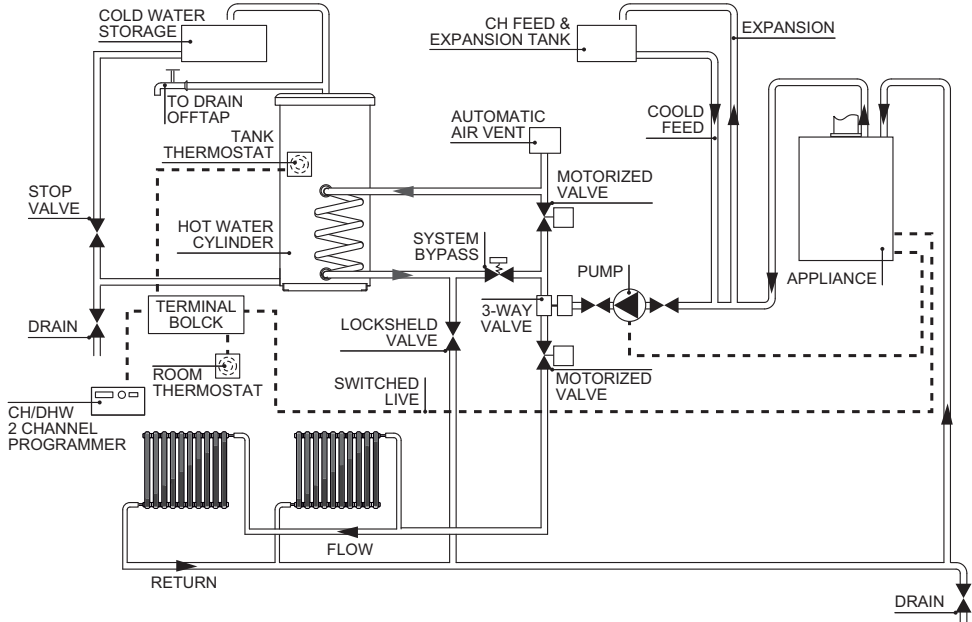 COLD WATER
STORAGE
CH FEED &
EXPANSION TANK
EXPANSION
TO DRAIN
OFFTAP
COOLD
FEED
AUTOMATIC
AIR VENT
TANK
THERMOSTAT
MOTORIZED
VALVE
STOP
VALVE
HOT WATER
CYLINDER
SYSTEM
BYPASS
PUMP
APPLIANCE
TERMINAL
BOLCK
3-WAY
VALVE
DRAIN
LOCKSHELD
VALVE
ROOM
THERMOSTAT
MOTORIZED
VALVE
SWITCHED
LIVE
CH/DHW
2 CHANNEL
PROGRAMMER
FLOW
RETURN
DRAIN